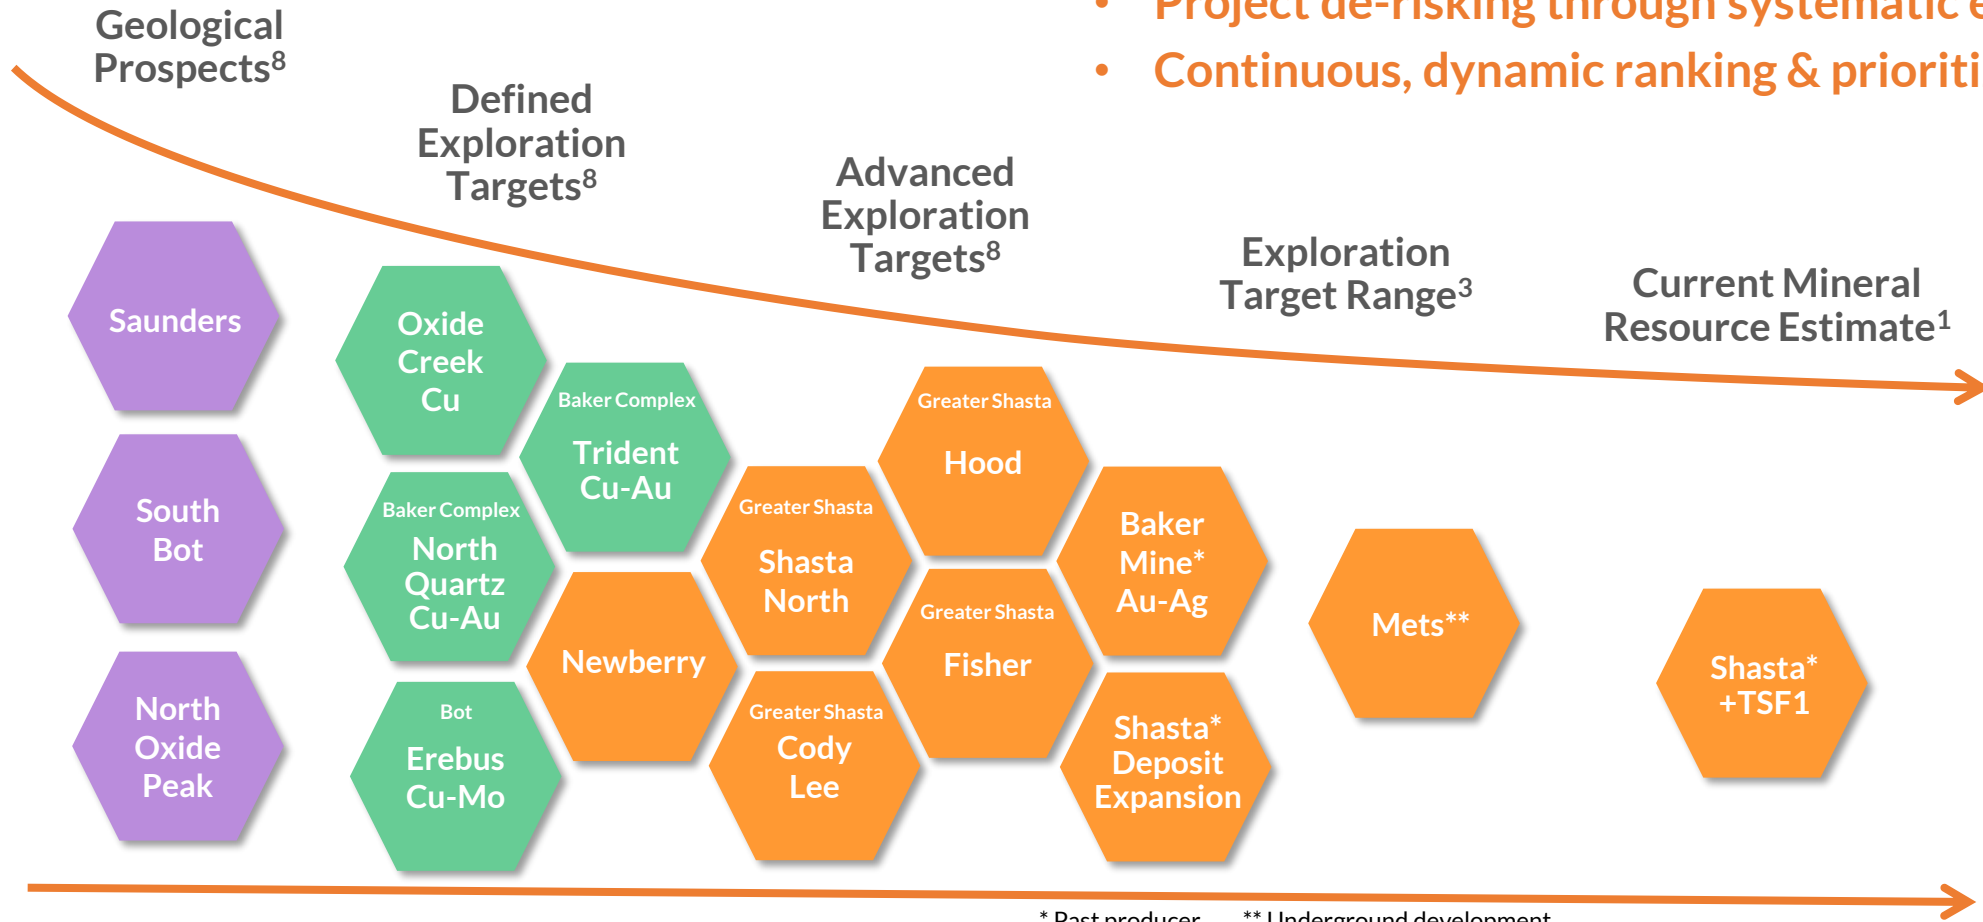 Geological
Prospects⁸
Project de-risking through systematic
• Continuous, dynamic ranking &
Defined
Exploration
Targets⁸
Advanced
Exploration
Targets⁸
Exploration
Target Range³
Current Mineral
Resource Estimate¹
Saunders
South
Bot
North
Oxide
Peak
Oxide
Creek
Cu
Baker Complex
North
Quartz
Cu-Au
Bot
Erebus
Cu-Mo
Baker Complex
Trident
Cu-Au
Newberry
Greater Shasta
Shasta
North
Greater Shasta
Cody
Lee
Greater Shasta
Hood
Greater Shasta
Fisher
Baker
Mine*
Au-Ag
Shasta*
Deposit
Expansion
Mets**
Shasta*
+TSF1
* Past producer ** Underground development